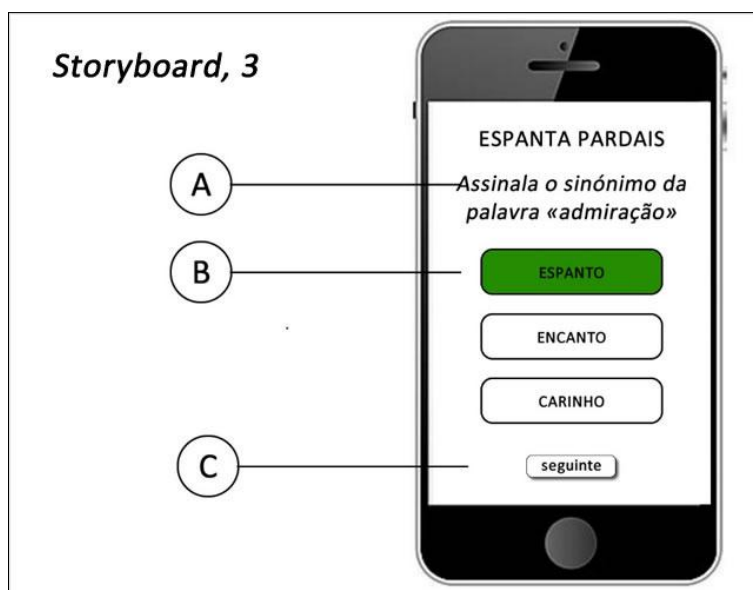 Storyboard, 3
ESPANTA PARDAIS
A
Assinala o sinónimo da
palavra «admiração»
B
ESPANTO
ENCANTO
CARINHO
C
seguinte